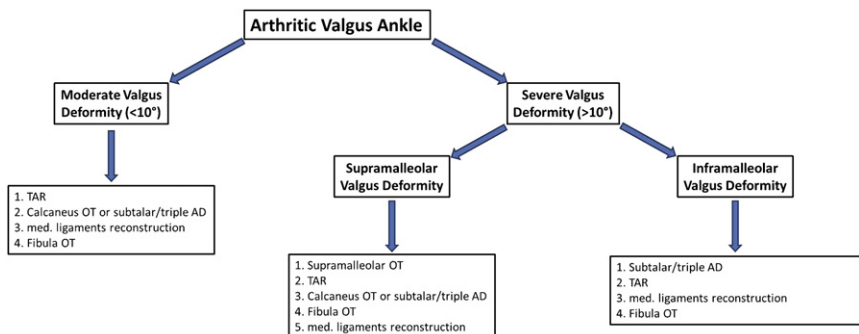 Arthritic Valgus Ankle
Moderate Valgus
Deformity (<10°)
Severe Valgus
Deformity (>10°)
Supramalleolar
Valgus Deformity
Inframalleolar
Valgus Deformity
1. TAR
2. Calcaneus OT or subtalar/triple AD
3. med. ligaments reconstruction
4. Fibula OT
1. Supramalleolar OT
2. TAR
3. Calcaneus OT or subtalar/triple AD
4. Fibula OT
5. med. ligaments reconstruction
1. Subtalar/triple AD
2. TAR
3. med. ligaments reconstruction
4. Fibula OT